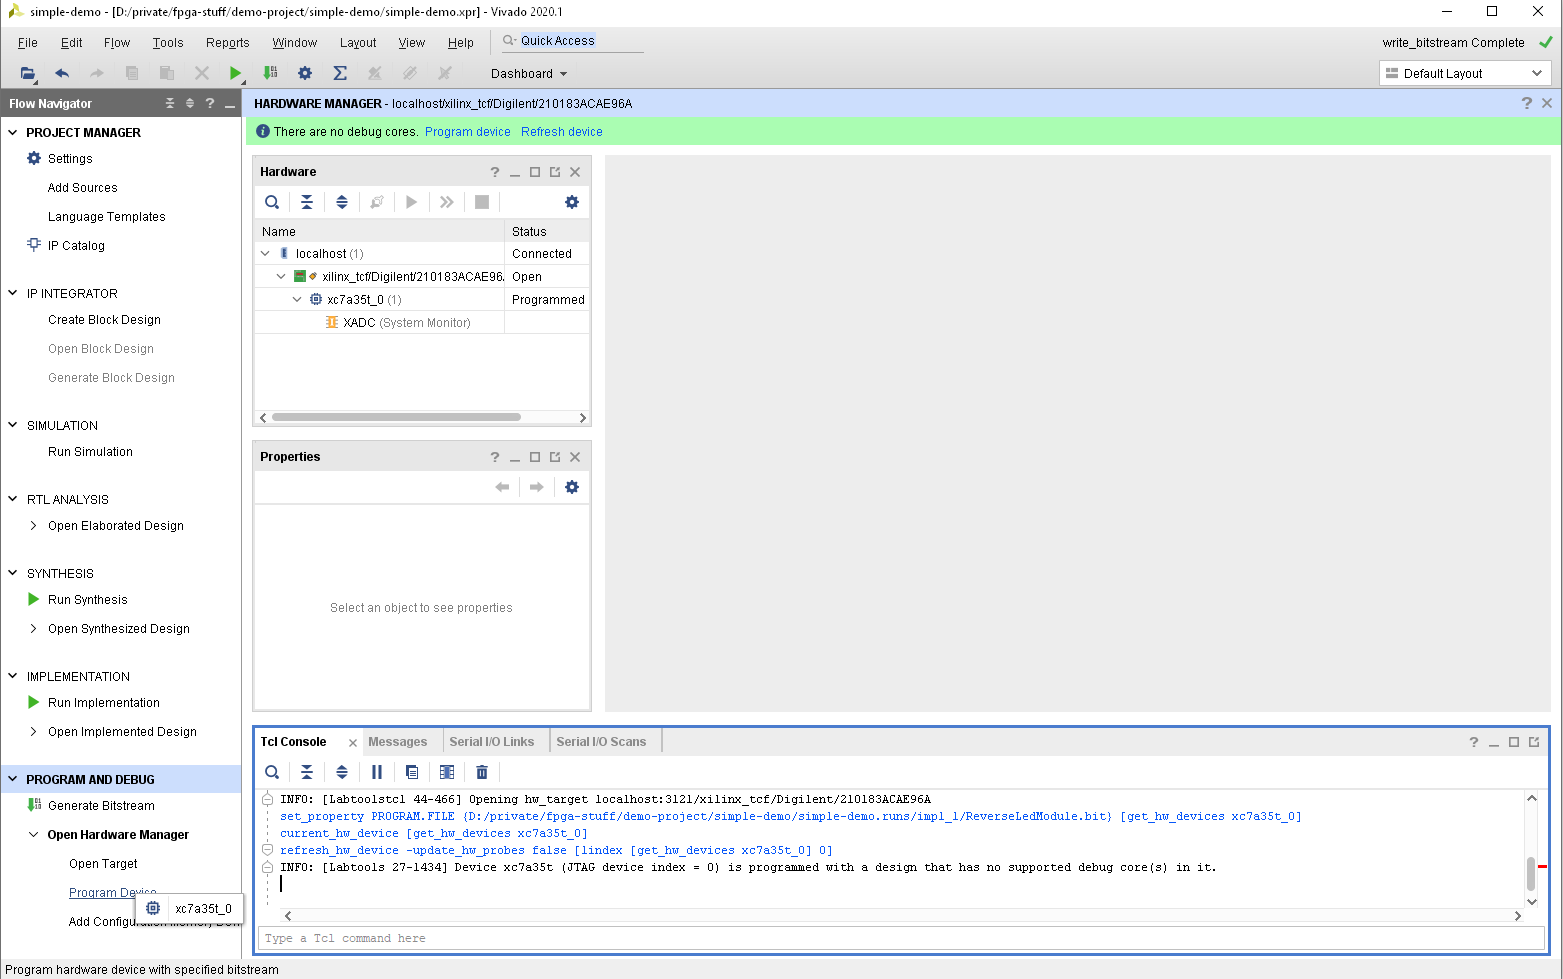 simple-demo - [D:/private/fpga-stuff/demo-project/simple-demo/simple-demo.xpr] - Vivado 2020.1
File Edit Flow Tools Reports Window Layout View Help Quick Access
write_bitstream Complete
Dashboard
Default Layout
Flow Navigator
PROJECT MANAGER
Settings
Add Sources
Language Templates
IP Catalog
IP INTEGRATOR
Create Block Design
Open Block Design
Generate Block Design
SIMULATION
Run Simulation
RTL ANALYSIS
Open Elaborated Design
SYNTHESIS
Run Synthesis
Open Synthesized Design
IMPLEMENTATION
Run Implementation
Open Implemented Design
PROGRAM AND DEBUG
Generate Bitstream
Open Hardware Manager
Open Target
Program Device
xc7a35t_0
Add Configuration Memory
HARDWARE MANAGER - localhost/xilinx_tcf/Digilent/210183ACAE96A
There are no debug cores. Program device Refresh device
Hardware
Name Status
localhost (1) Connected
xilinx_tcf/Digilent/210183ACAE96 Open
xc7a35t_0 (1) Programmed
XADC (System Monitor)
Properties
Select an object to see properties
Tcl Console Messages Serial I/O Links Serial I/O Scans
INFO: [Labtoolstcl 44-466] Opening hw_target localhost:3121/xilinx_tcf/Digilent/210183ACAE96A
set_property PROGRAM.FILE {D:/private/fpga-stuff/demo-project/simple-demo/simple-demo.runs/impl_1/ReverseLedModule.bit} [get_hw_devices xc7a35t_0]
current_hw_device [get_hw_devices xc7a35t_0]
refresh_hw_device -update_hw_probes false [lindex [get_hw_devices xc7a35t_0] 0]
INFO: [Labtools 27-1434] Device xc7a35t (JTAG device index = 0) is programmed with a design that has no supported debug core(s) in it.
Type a Tcl command here
Program hardware device with specified bitstream